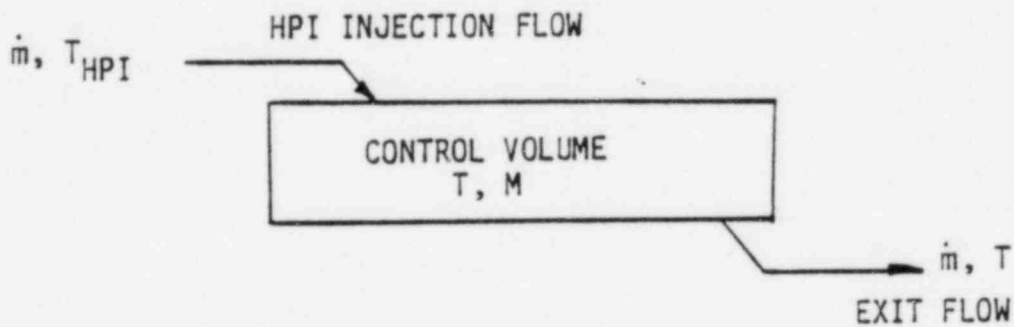 HPI INJECTION FLOW
ṁ, T_HPI
CONTROL VOLUME
T, M
ṁ, T
EXIT FLOW